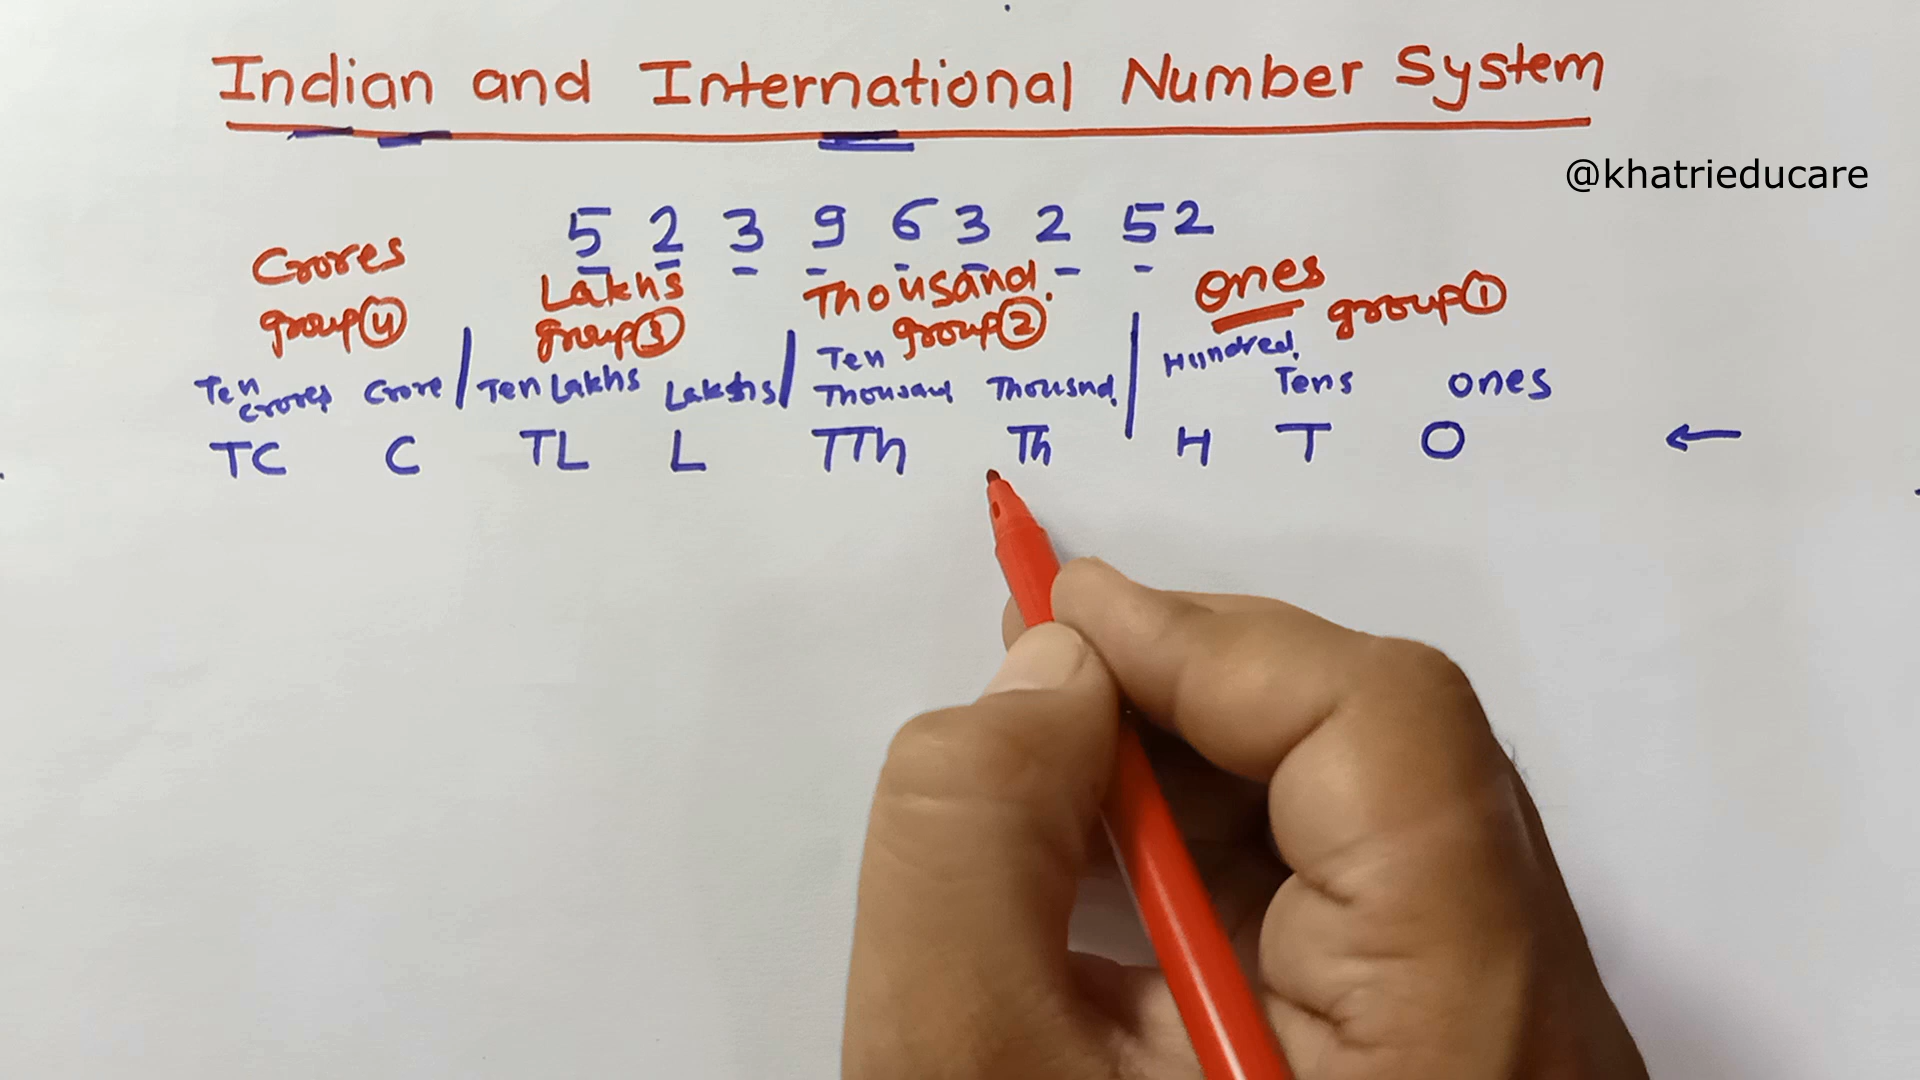 Indian and International Number System
@khatrieducare
5 2 3 9 6 3 2 5 2
Crores group 4
Lakhs group 3
Thousand group 2
Ones group 1
Ten Crores Crore / Ten Lakhs Lakhs / Ten Thousand Thousnd. | Hundred. Tens Ones
TC C TL L TTh Th H T O ←